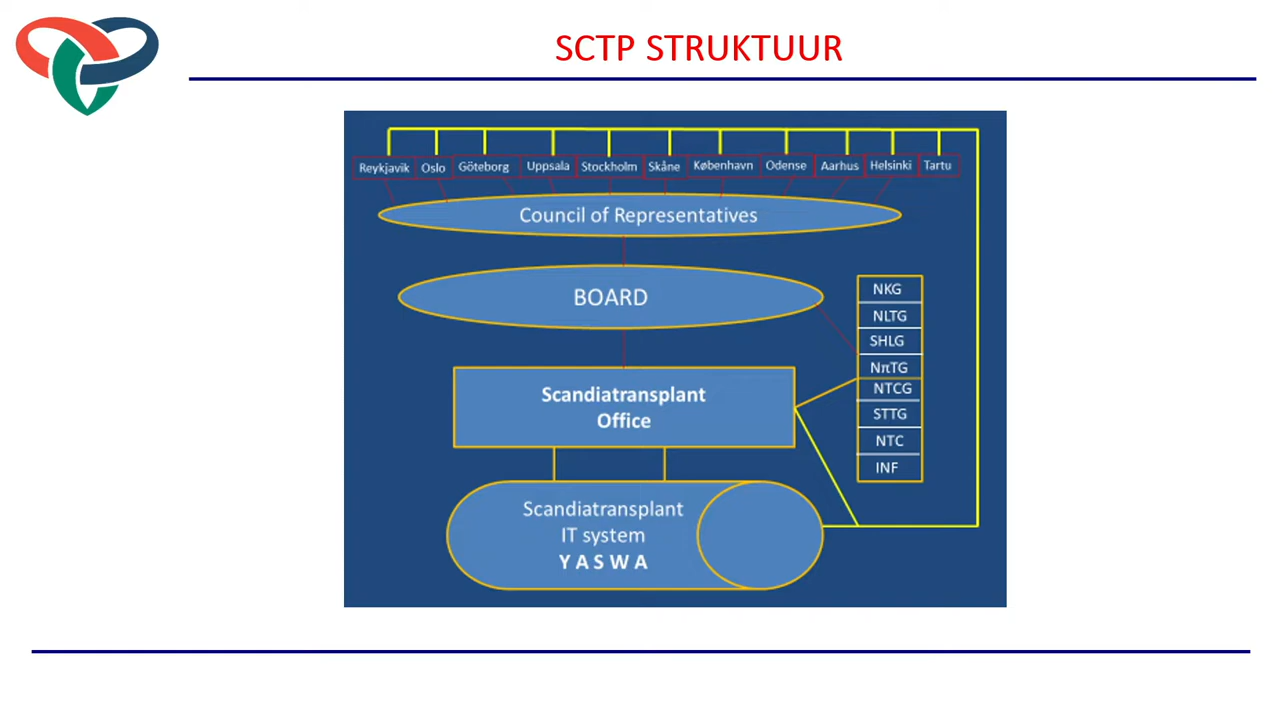 SCTP STRUKTUUR
Reykjavik Oslo Göteborg Uppsala Stockholm Skåne København Odense Aarhus Helsinki Tartu
Council of Representatives
BOARD
NKG
NLTG
SHLG
NπTG
NTCG
STTG
NTC
INF
Scandiatransplant
Office
Scandiatransplant
IT system
Y A S W A